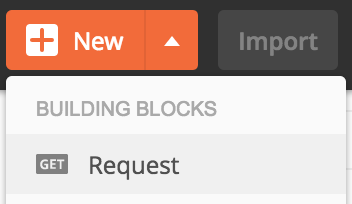 New Import
BUILDING BLOCKS
GET Request